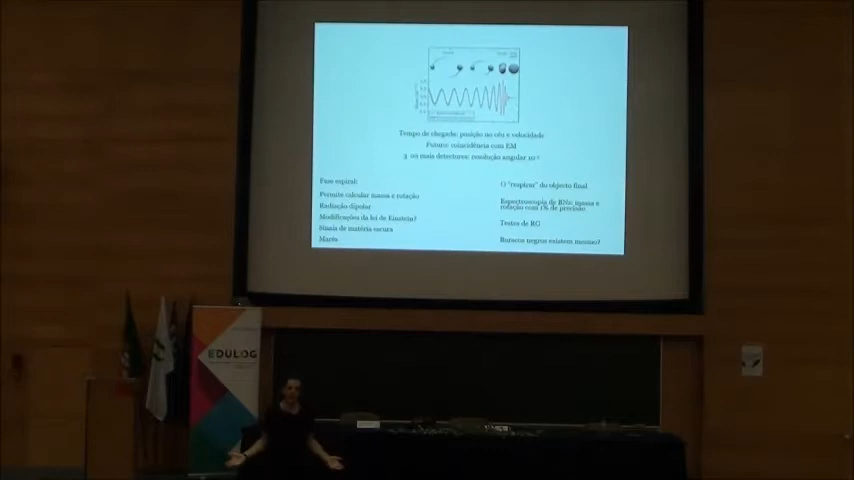 Tempo de chegada: posição no céu e velocidade
Futuro: coincidência com EM
3 ou mais detectores: resolução angular
Fase espiral:
Permite calcular massa e rotação
Radiação dipolar
Modificações da lei de Einstein?
Sinais de matéria escura
Marés
O "respirar" do objecto final
Espectroscopia de BNs: massa e
rotação com 1% de precisão
Testes de RG
Buracos negros existem mesmo?
EDULOG